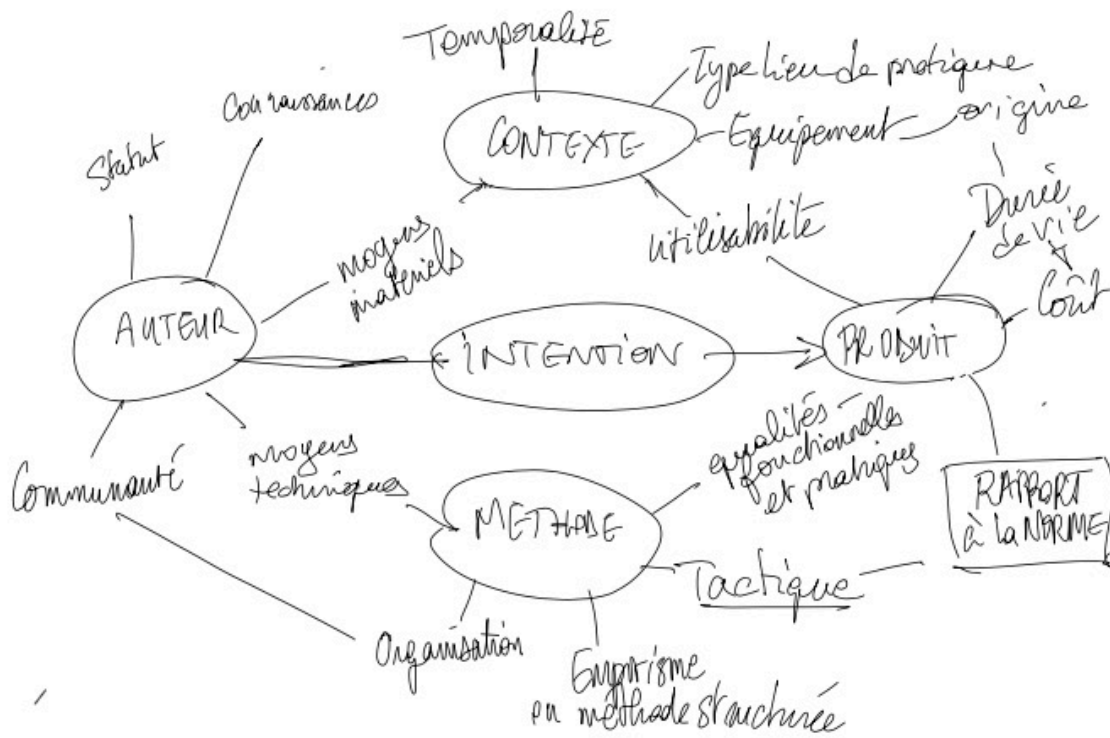 Temporalité
Type lieu de pratique
Connaissances
Statut
CONTEXTE
Equipement
origine
Durée
de vie
Coût
utilisabilité
moyens
matériels
AUTEUR
INTENTION
PRODUIT
qualités
fonctionnelles
et pratiques
Communauté
moyens
techniques
METHODE
RAPPORT
à la NORME
Tactique
Organisation
Empirisme
ou méthode structurée